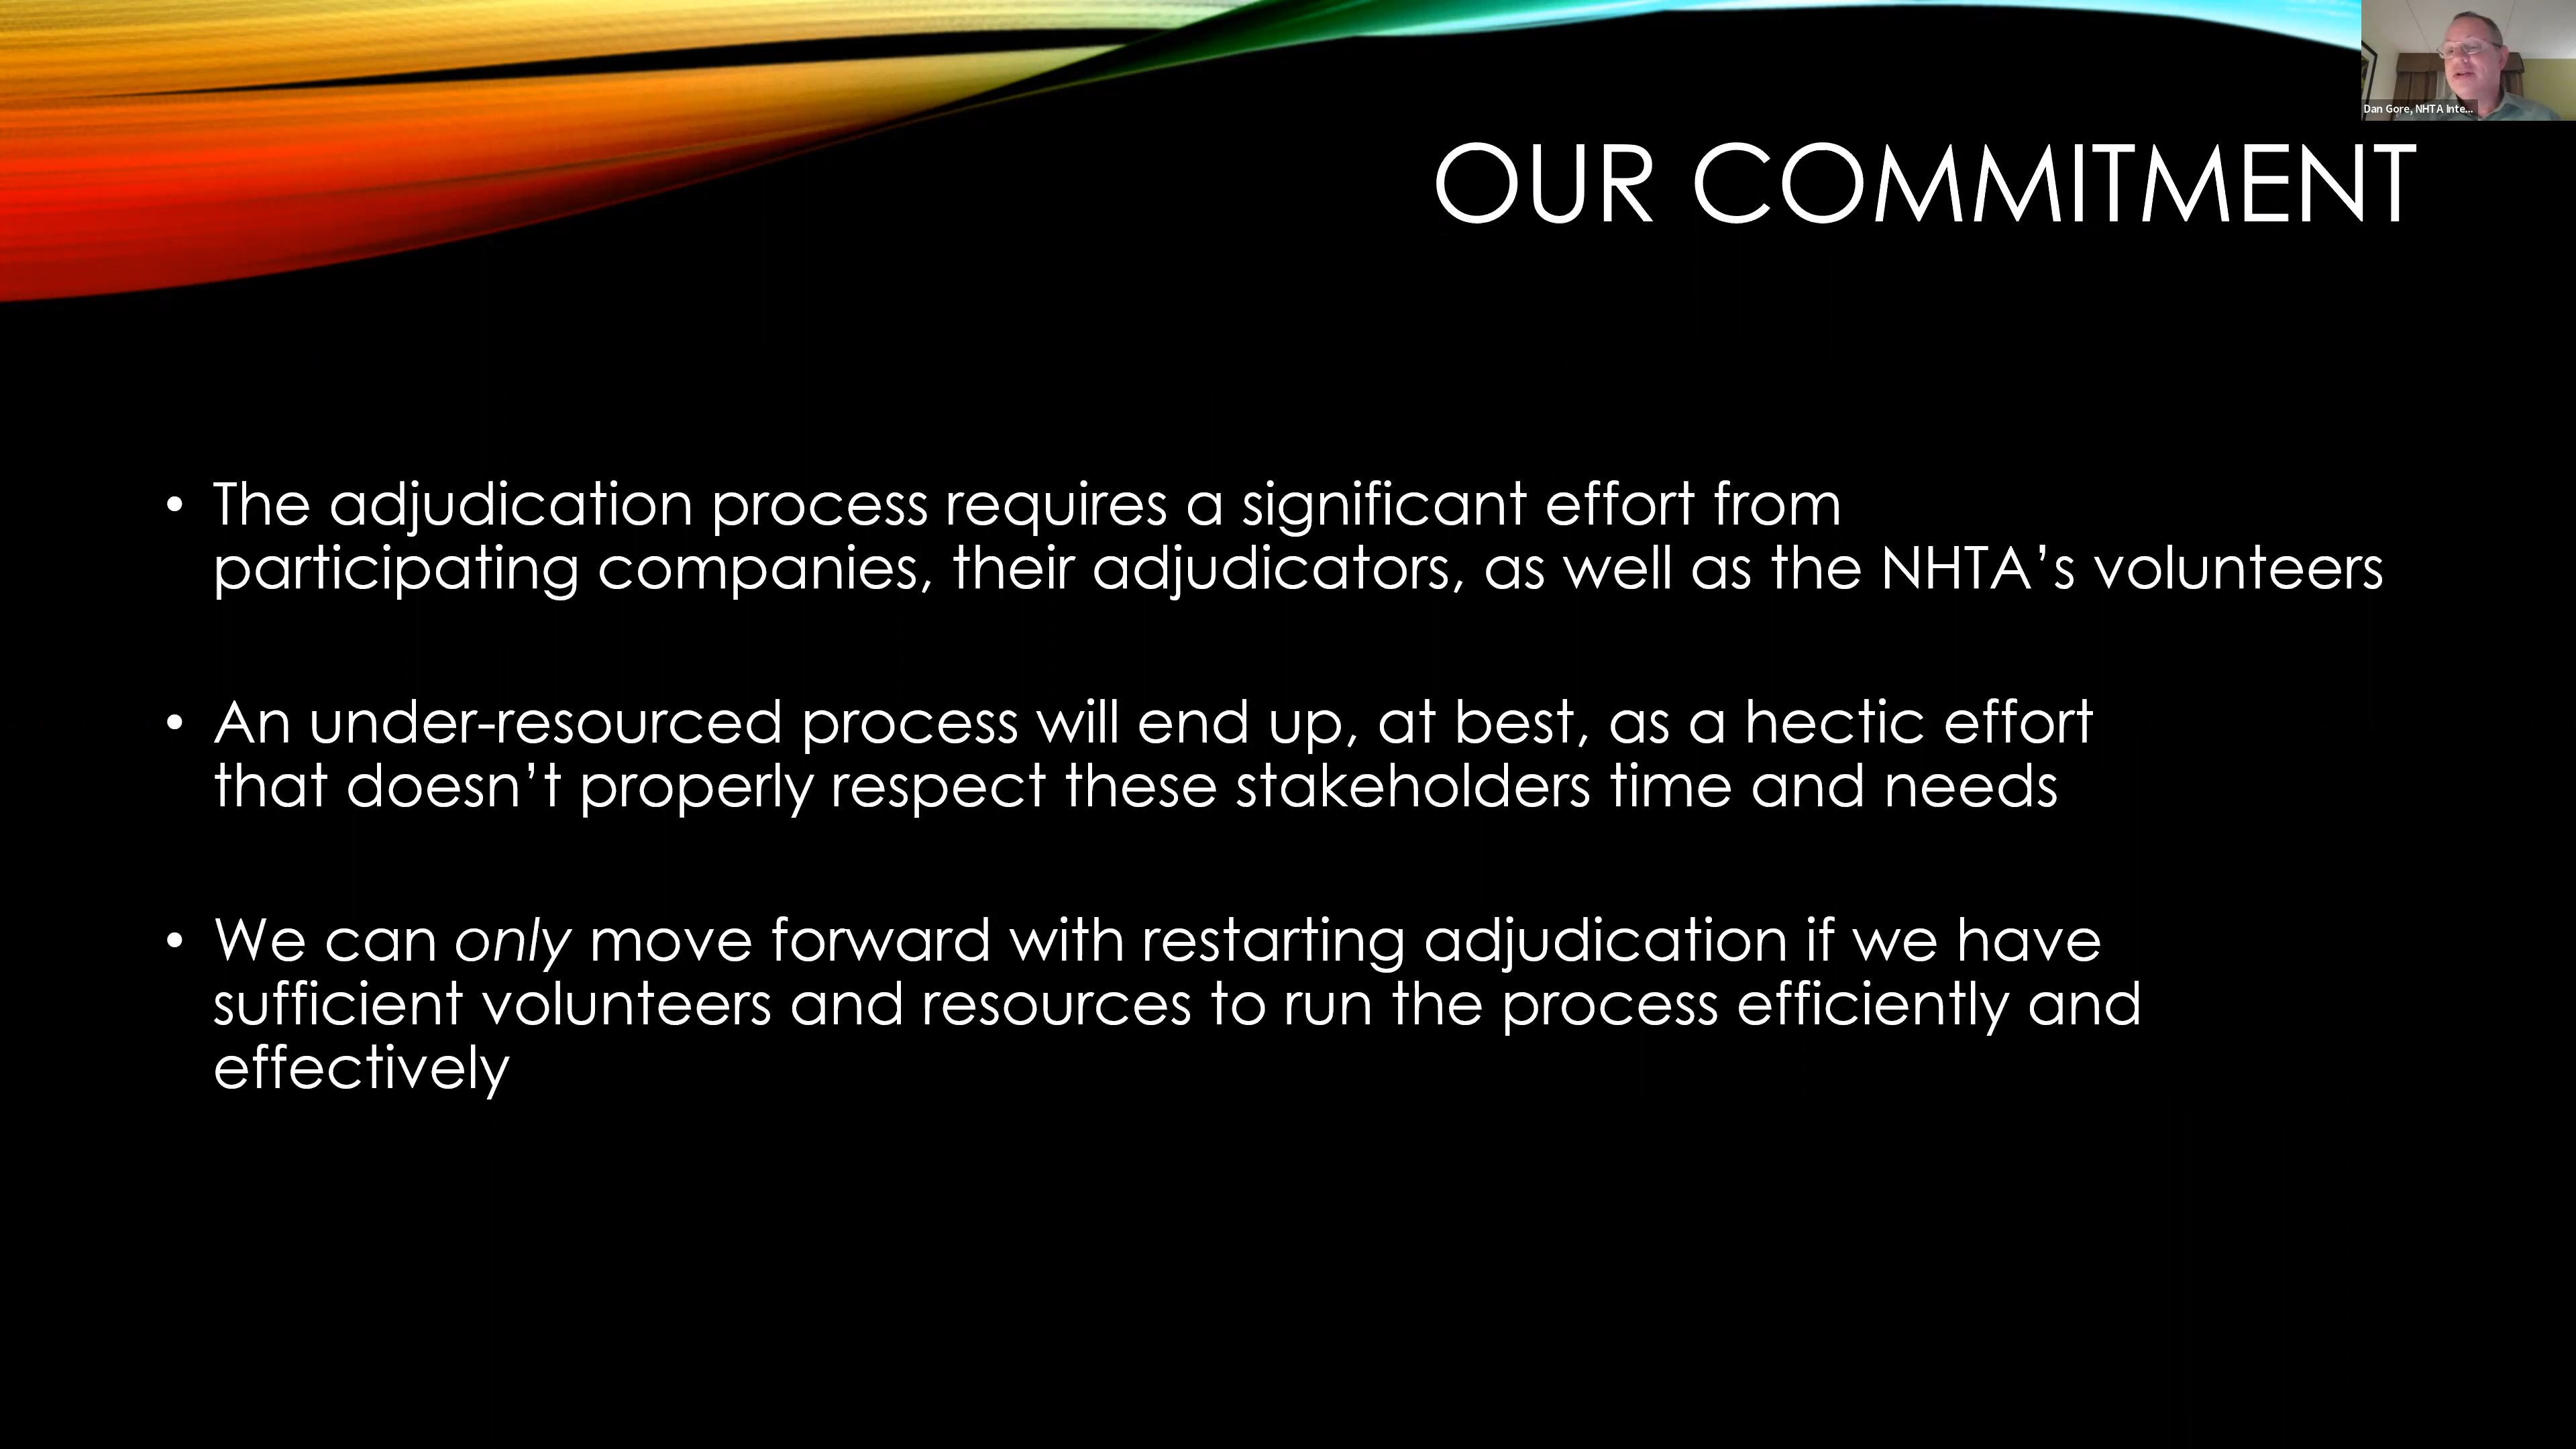 Dan Gore, NHTA Inte...
OUR COMMITMENT
• The adjudication process requires a significant effort from
participating companies, their adjudicators, as well as the NHTA’s volunteers
• An under-resourced process will end up, at best, as a hectic effort
that doesn’t properly respect these stakeholders time and needs
• We can only move forward with restarting adjudication if we have
sufficient volunteers and resources to run the process efficiently and
effectively